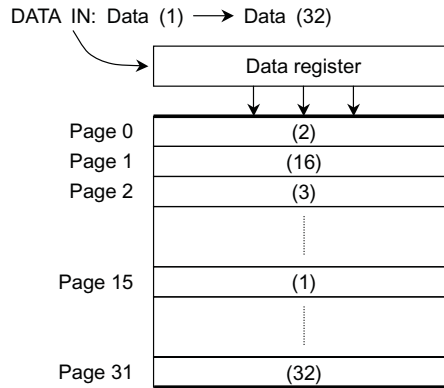 DATA IN: Data (1) ⟶ Data (32)
Data register
Page 0 (2)
Page 1 (16)
Page 2 (3)
Page 15 (1)
Page 31 (32)